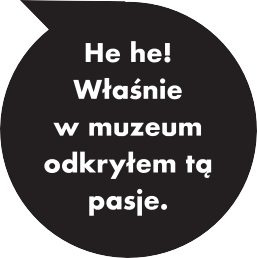 He he!
Właśnie
w muzeum
odkryłem tą
pasje.